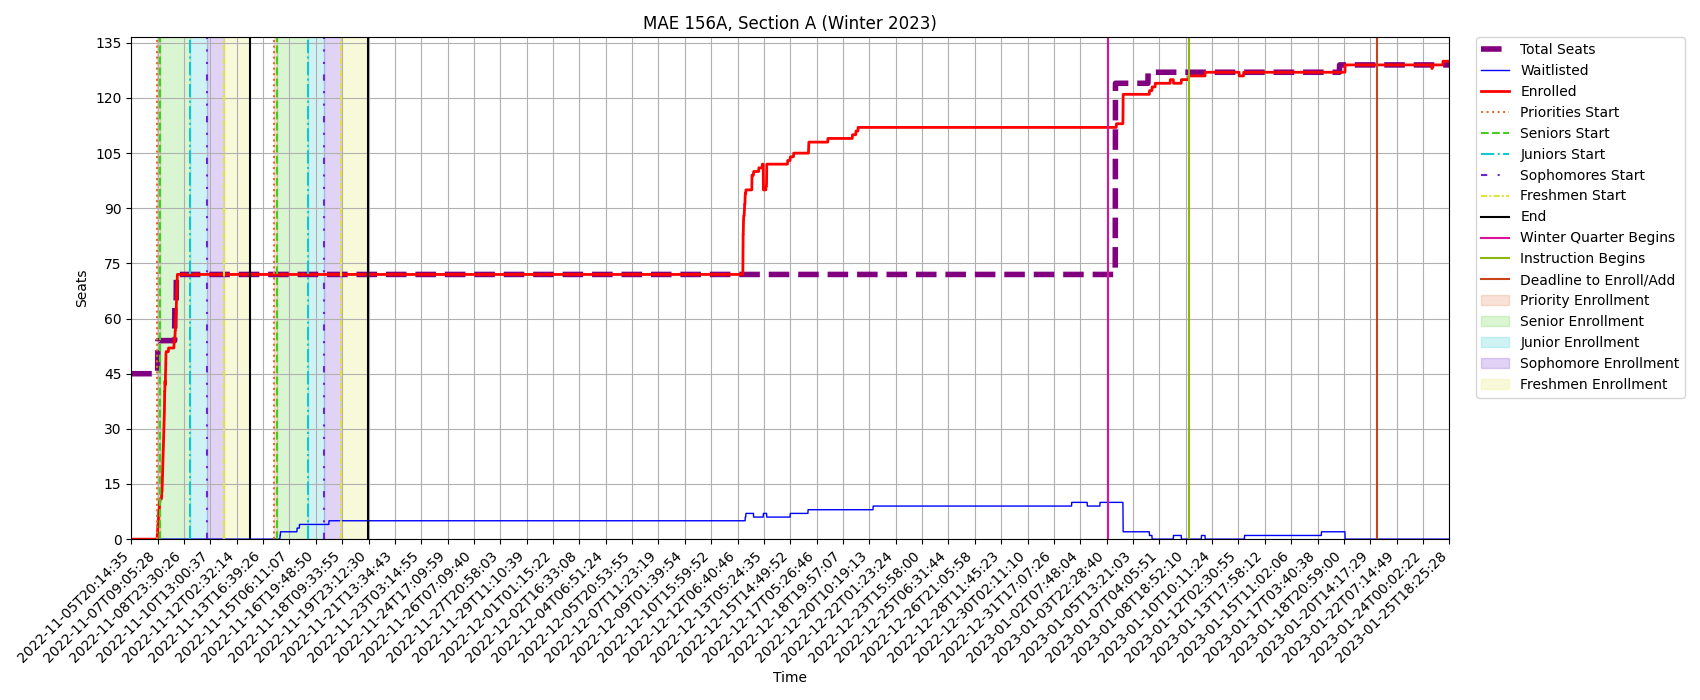 MAE 156A, Section A (Winter 2023)
Seats
135
120
105
90
75
60
45
30
15
0
2022-11-05T20:14:35
2022-11-07T09:05:28
2022-11-08T23:30:26
2022-11-10T13:00:37
2022-11-12T02:32:14
2022-11-13T16:39:26
2022-11-15T06:11:07
2022-11-16T19:48:50
2022-11-18T09:33:55
2022-11-19T23:12:30
2022-11-21T13:34:43
2022-11-23T03:14:55
2022-11-24T17:09:59
2022-11-26T07:09:40
2022-11-27T20:58:03
2022-11-29T11:10:39
2022-12-01T01:15:22
2022-12-02T16:33:08
2022-12-04T06:51:24
2022-12-05T20:53:55
2022-12-07T11:23:19
2022-12-09T01:39:54
2022-12-10T15:59:52
2022-12-12T06:40:46
2022-12-13T05:24:35
2022-12-15T14:49:52
2022-12-17T05:26:46
2022-12-18T19:57:07
2022-12-20T10:19:13
2022-12-22T01:23:24
2022-12-23T15:58:00
2022-12-25T06:31:44
2022-12-26T21:05:58
2022-12-28T11:45:23
2022-12-30T02:11:10
2022-12-31T17:07:26
2023-01-02T07:48:04
2023-01-03T22:28:40
2023-01-05T13:21:03
2023-01-07T04:05:51
2023-01-08T18:52:10
2023-01-10T10:11:24
2023-01-12T02:30:55
2023-01-13T17:58:12
2023-01-15T11:02:06
2023-01-17T03:40:38
2023-01-18T20:59:00
2023-01-20T14:17:29
2023-01-22T07:14:49
2023-01-24T00:02:22
2023-01-25T18:25:28
Time
Total Seats
Waitlisted
Enrolled
Priorities Start
Seniors Start
Juniors Start
Sophomores Start
Freshmen Start
End
Winter Quarter Begins
Instruction Begins
Deadline to Enroll/Add
Priority Enrollment
Senior Enrollment
Junior Enrollment
Sophomore Enrollment
Freshmen Enrollment